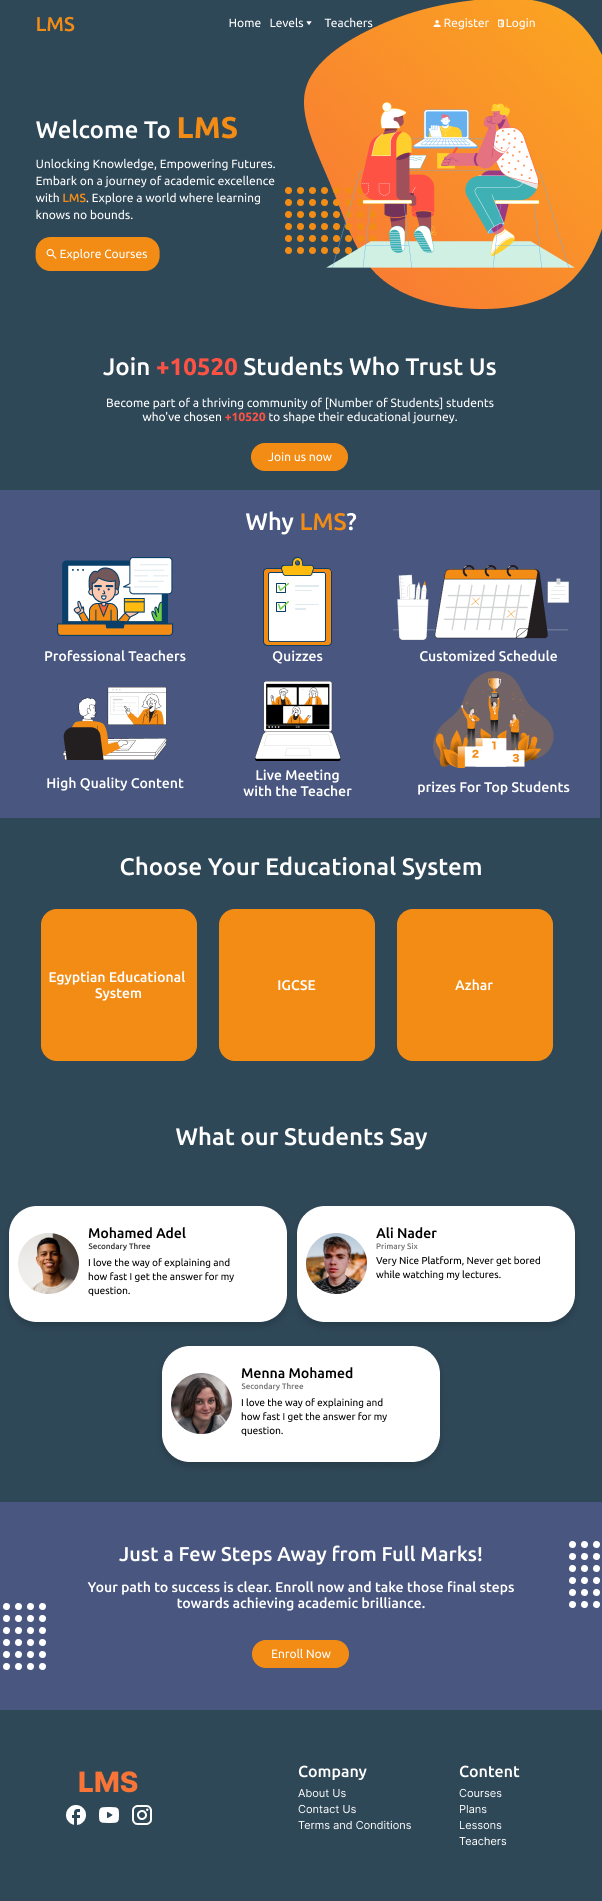 LMS
Home Levels Teachers
Register Login
Welcome To LMS
Unlocking Knowledge, Empowering Futures.
Embark on a journey of academic excellence
with LMS. Explore a world where learning
knows no bounds.
Explore Courses
Join +10520 Students Who Trust Us
Become part of a thriving community of [Number of Students] students
who've chosen +10520 to shape their educational journey.
Join us now
Why LMS?
Professional Teachers
Quizzes
Customized Schedule
High Quality Content
Live Meeting
with the Teacher
2 1 3
prizes For Top Students
Choose Your Educational System
Egyptian Educational
System
IGCSE
Azhar
What our Students Say
Mohamed Adel
Secondary Three
I love the way of explaining and
how fast I get the answer for my
question.
Ali Nader
Primary Six
Very Nice Platform, Never get bored
while watching my lectures.
Menna Mohamed
Secondary Three
I love the way of explaining and
how fast I get the answer for my
question.
Just a Few Steps Away from Full Marks!
Your path to success is clear. Enroll now and take those final steps
towards achieving academic brilliance.
Enroll Now
LMS
Company
About Us
Contact Us
Terms and Conditions
Content
Courses
Plans
Lessons
Teachers